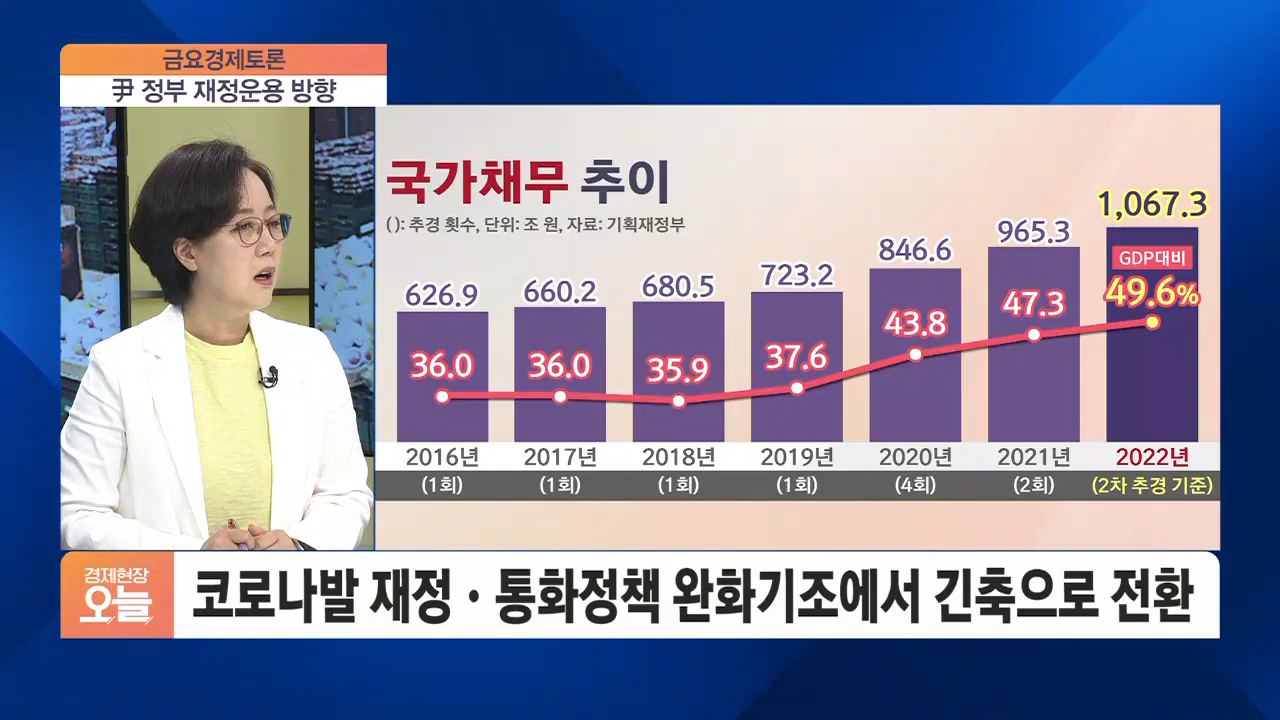 금요경제토론
尹 정부 재정운용 방향
국가채무 추이
( ): 추경 횟수, 단위: 조 원, 자료: 기획재정부
626.9 660.2 680.5 723.2 846.6 965.3 1,067.3
GDP대비
36.0 36.0 35.9 37.6 43.8 47.3 49.6%
2016년 2017년 2018년 2019년 2020년 2021년 2022년
(1회) (1회) (1회) (1회) (4회) (2회) (2차 추경 기준)
경제현장
오늘
코로나발 재정·통화정책 완화기조에서 긴축으로 전환